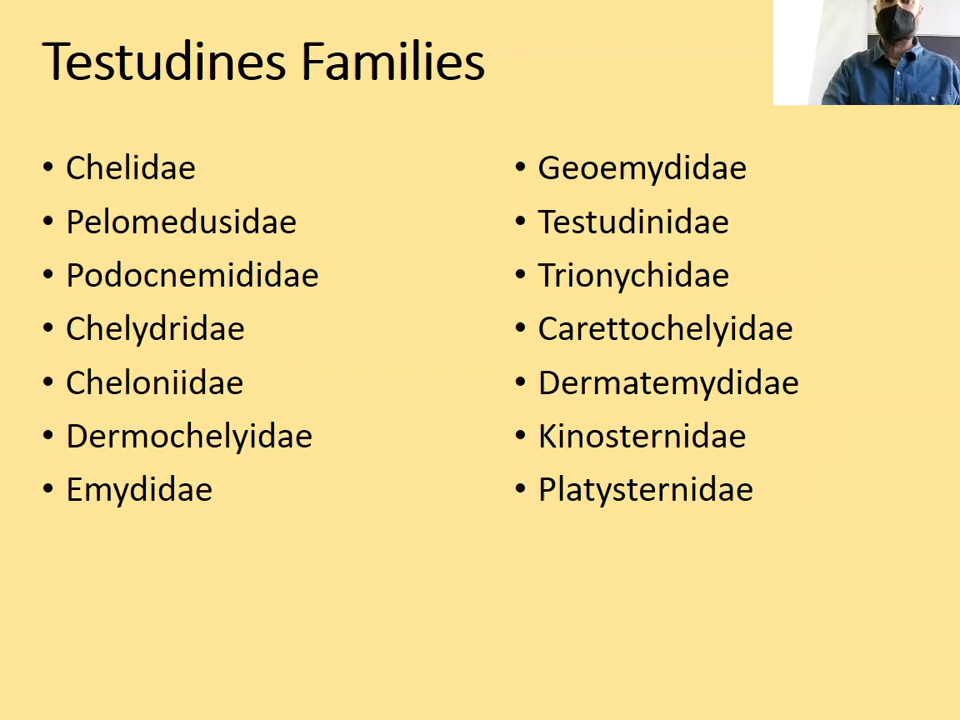 Testudines Families
• Chelidae
• Pelomedusidae
• Podocnemididae
• Chelydridae
• Cheloniidae
• Dermochelyidae
• Emydidae
• Geoemydidae
• Testudinidae
• Trionychidae
• Carettochelyidae
• Dermatemydidae
• Kinosternidae
• Platysternidae